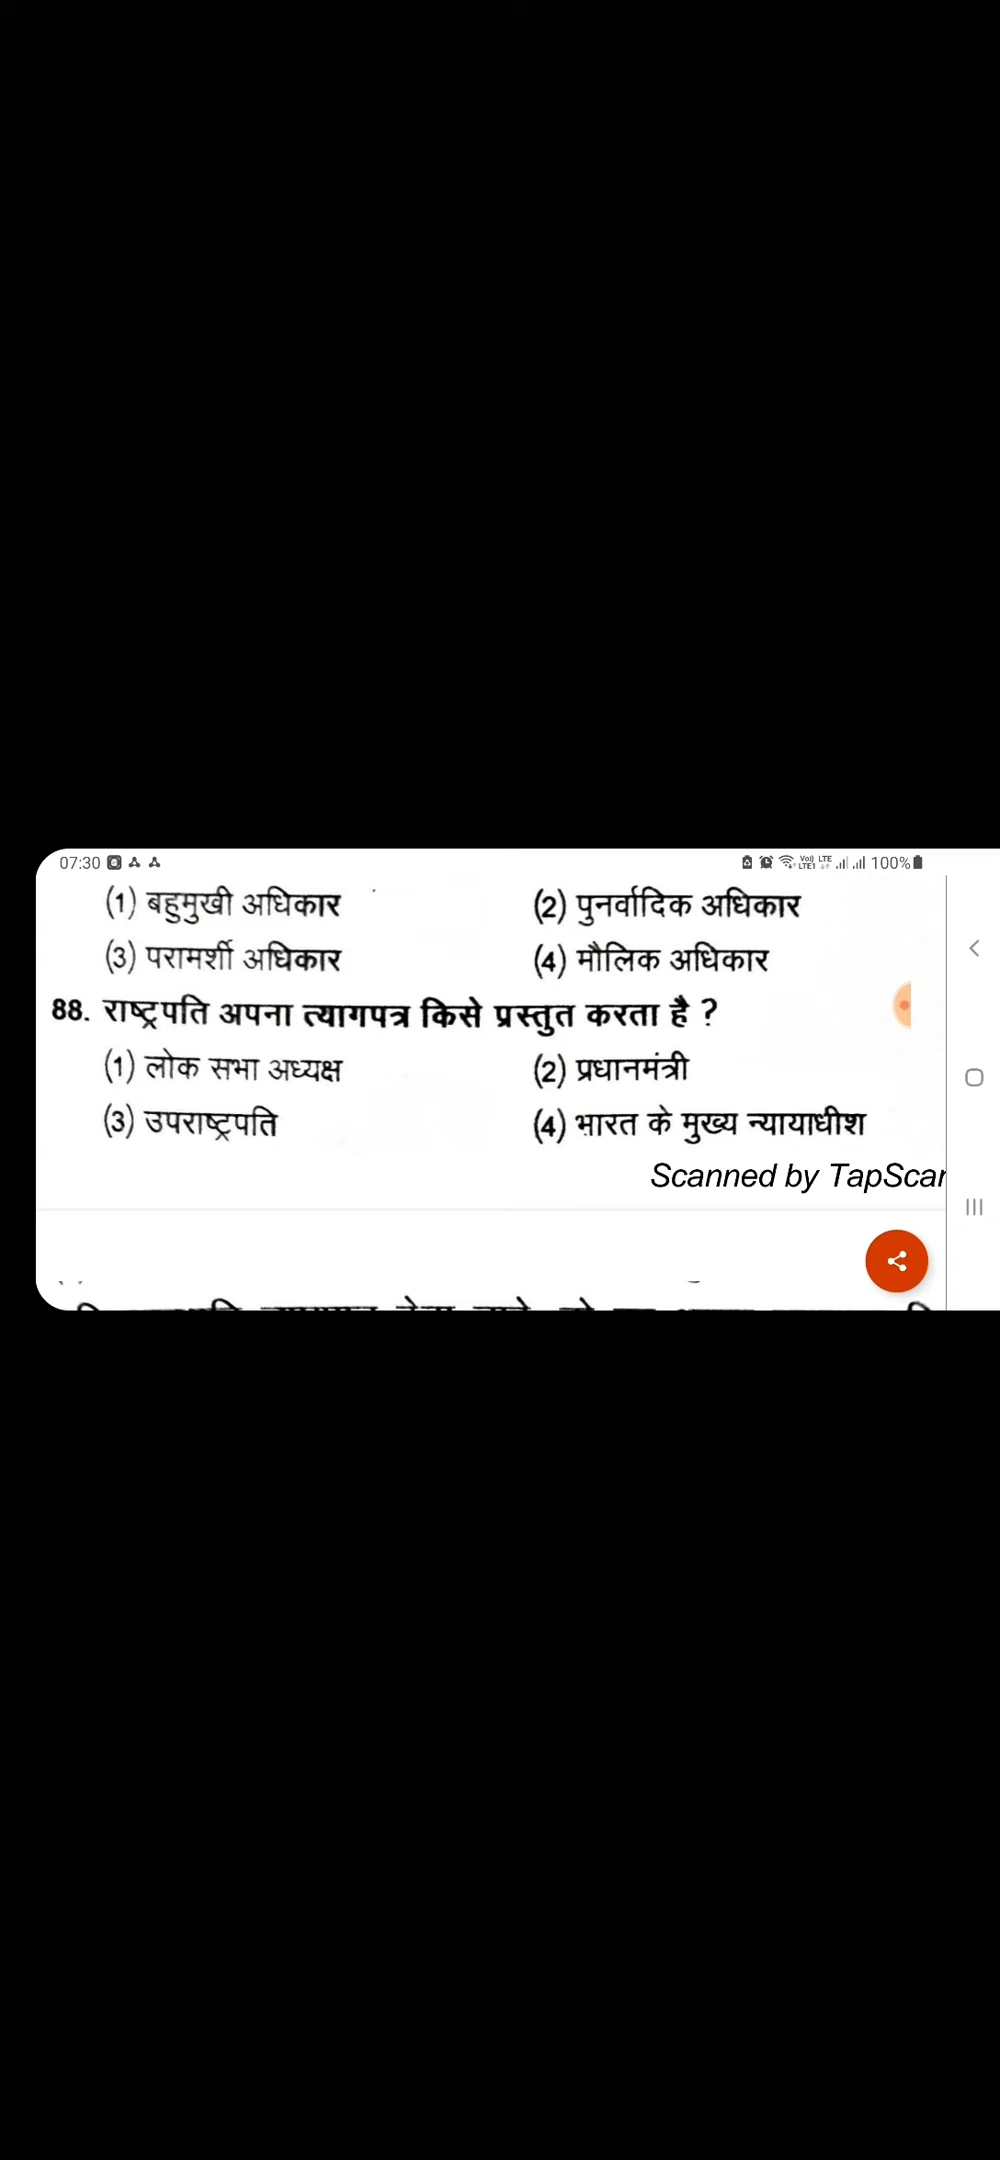 07:30 100%
(1) बहुमुखी अधिकार (2) पुनर्वादिक अधिकार
(3) परामर्शी अधिकार (4) मौलिक अधिकार
88. राष्ट्रपति अपना त्यागपत्र किसे प्रस्तुत करता है ?
(1) लोक सभा अध्यक्ष (2) प्रधानमंत्री
(3) उपराष्ट्रपति (4) भारत के मुख्य न्यायाधीश
Scanned by TapScan